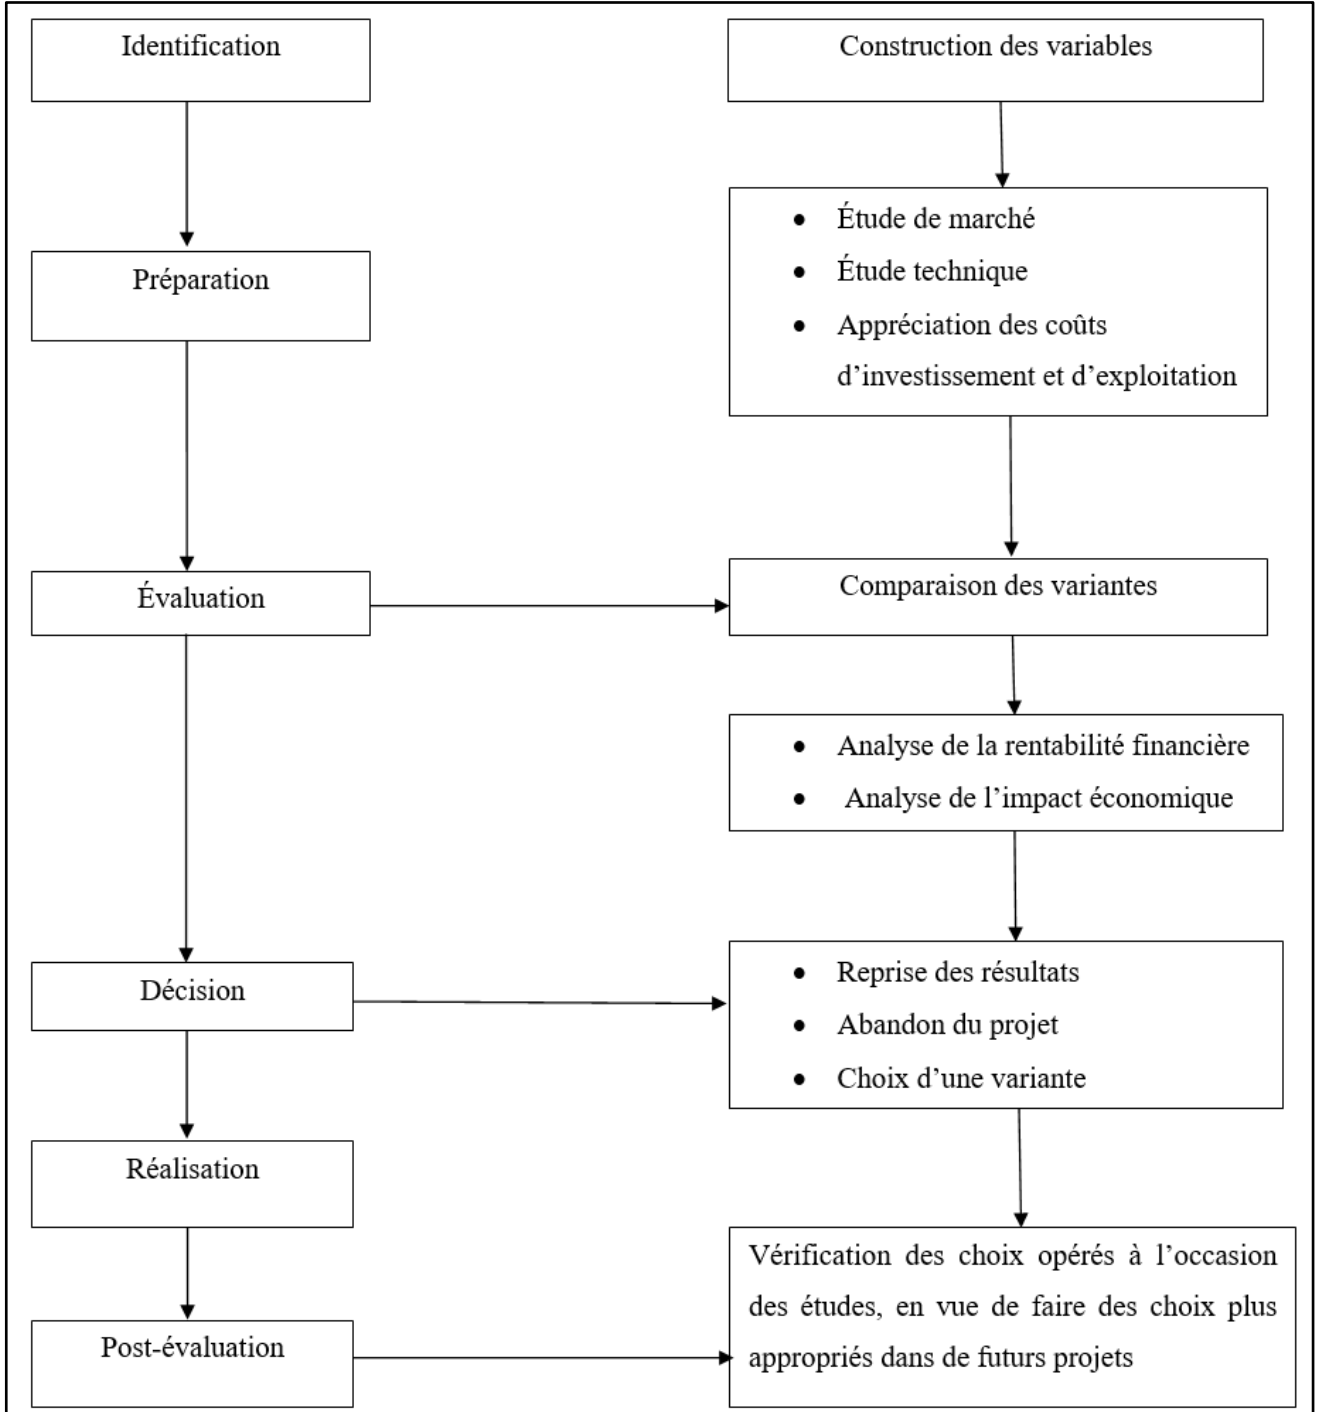 Identification
Construction des variables
• Étude de marché
• Étude technique
• Appréciation des coûts
d’investissement et d’exploitation
Préparation
Évaluation
Comparaison des variantes
• Analyse de la rentabilité financière
• Analyse de l’impact économique
Décision
• Reprise des résultats
• Abandon du projet
• Choix d’une variante
Réalisation
Post-évaluation
Vérification des choix opérés à l’occasion
des études, en vue de faire des choix plus
appropriés dans de futurs projets